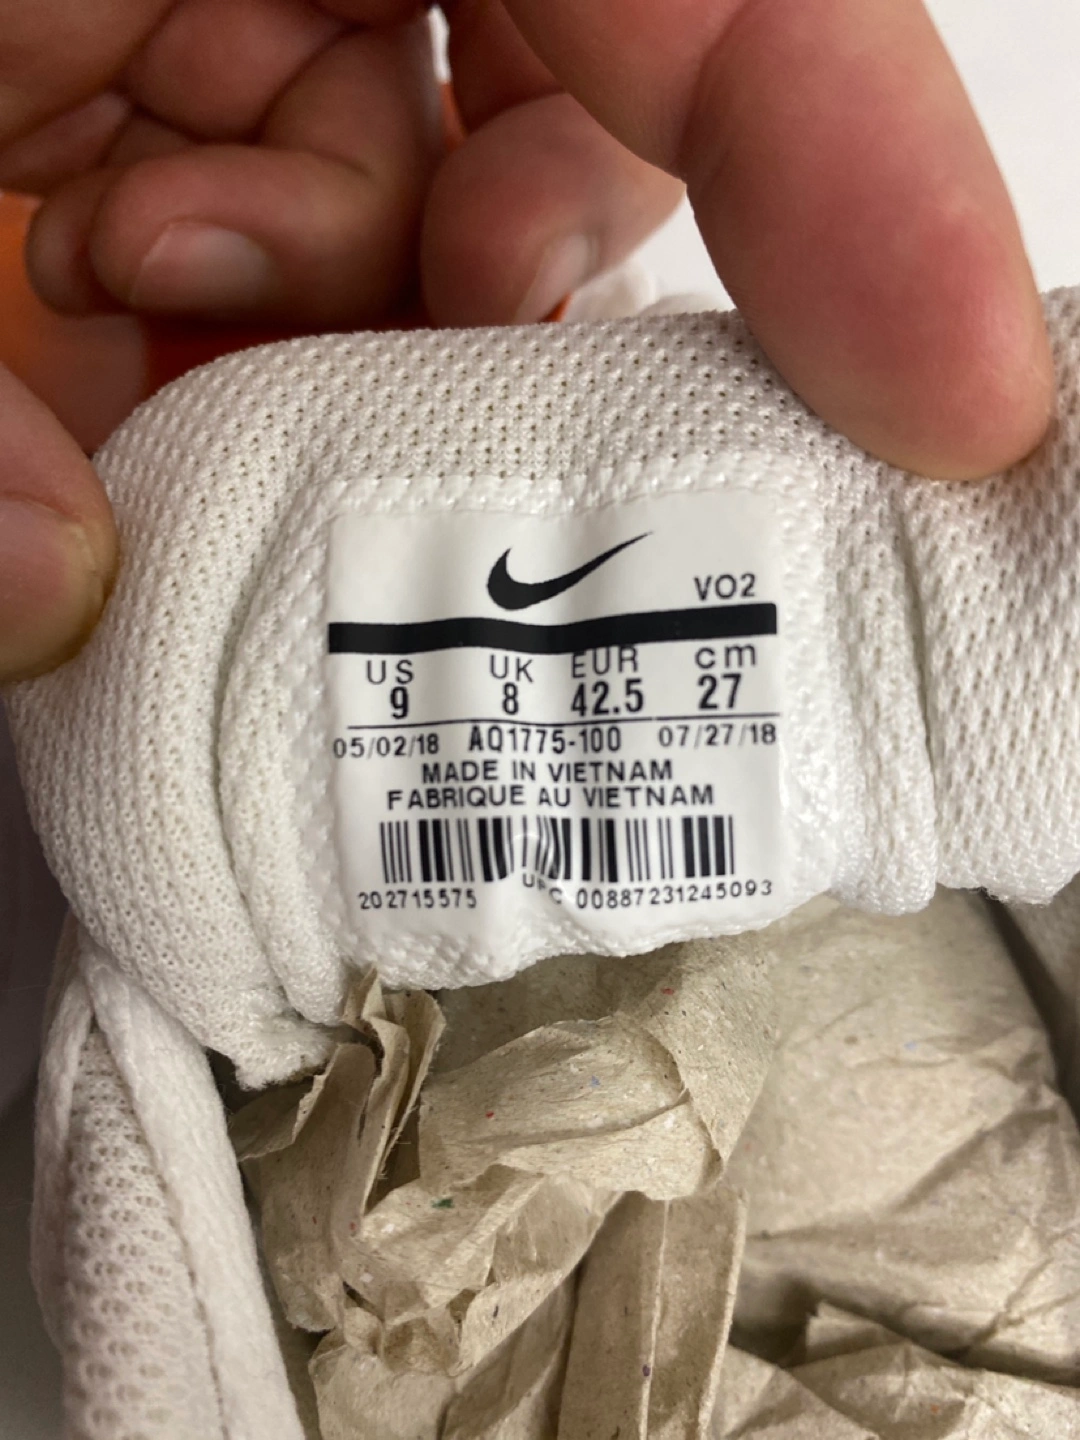 VO2
US UK EUR cm
9 8 42.5 27
05/02/18 AQ1775-100 07/27/18
MADE IN VIETNAM
FABRIQUE AU VIETNAM
202715575 UPC 00887231245093